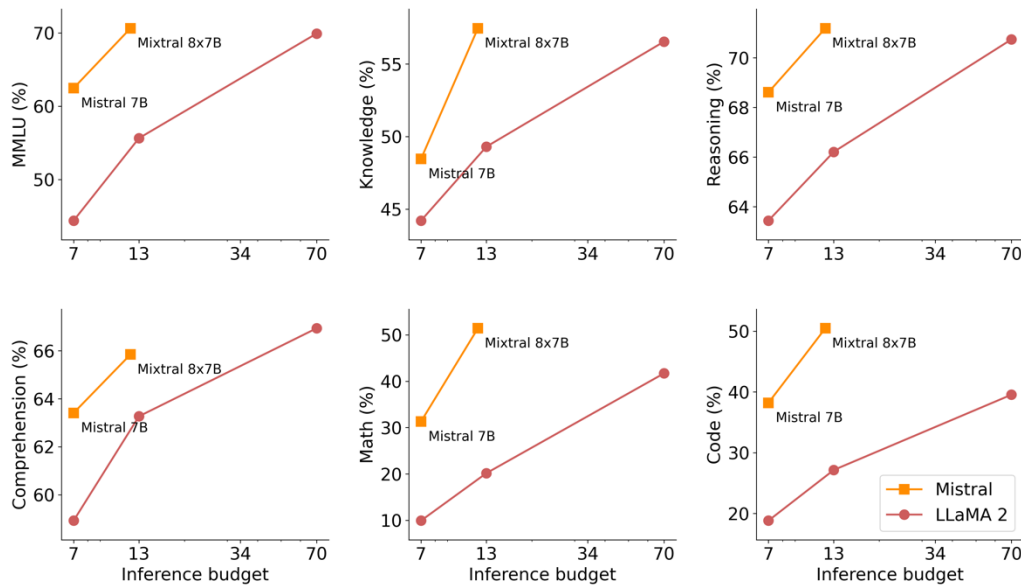 MMLU (%)
70
60
50
Mixtral 8x7B
Mistral 7B
7 13 34 70
Knowledge (%)
55
50
45
Mixtral 8x7B
Mistral 7B
7 13 34 70
Reasoning (%)
70
68
66
64
Mixtral 8x7B
Mistral 7B
7 13 34 70
Comprehension (%)
66
64
62
60
Mixtral 8x7B
Mistral 7B
7 13 34 70
Inference budget
Math (%)
50
40
30
20
10
Mixtral 8x7B
Mistral 7B
7 13 34 70
Inference budget
Code (%)
50
40
30
20
Mixtral 8x7B
Mistral 7B
Mistral
LLaMA 2
7 13 34 70
Inference budget